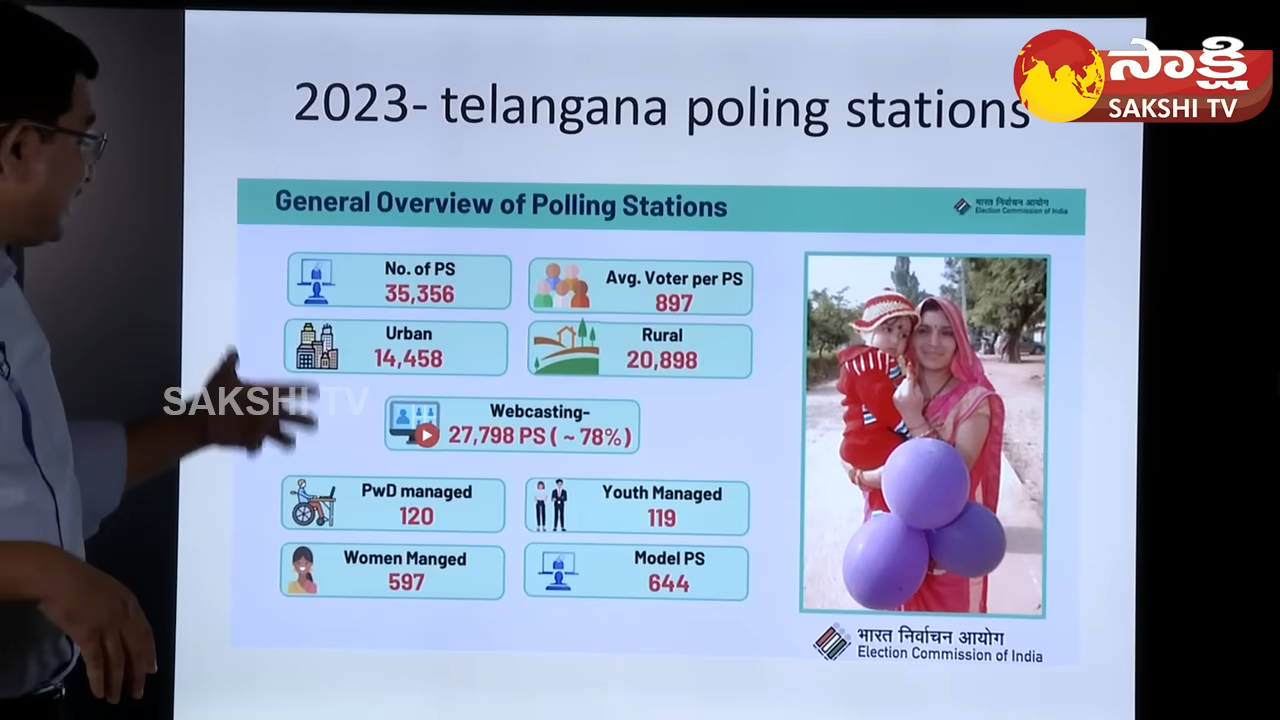 సాక్షి
SAKSHI TV
2023- telangana poling stations
General Overview of Polling Stations
भारत निर्वाचन आयोग
Election Commission of India
No. of PS
35,356
Avg. Voter per PS
897
Urban
14,458
Rural
20,898
SAKSHI TV
Webcasting-
27,798 PS ( ~ 78%)
PwD managed
120
Youth Managed
119
Women Manged
597
Model PS
644
भारत निर्वाचन आयोग
Election Commission of India